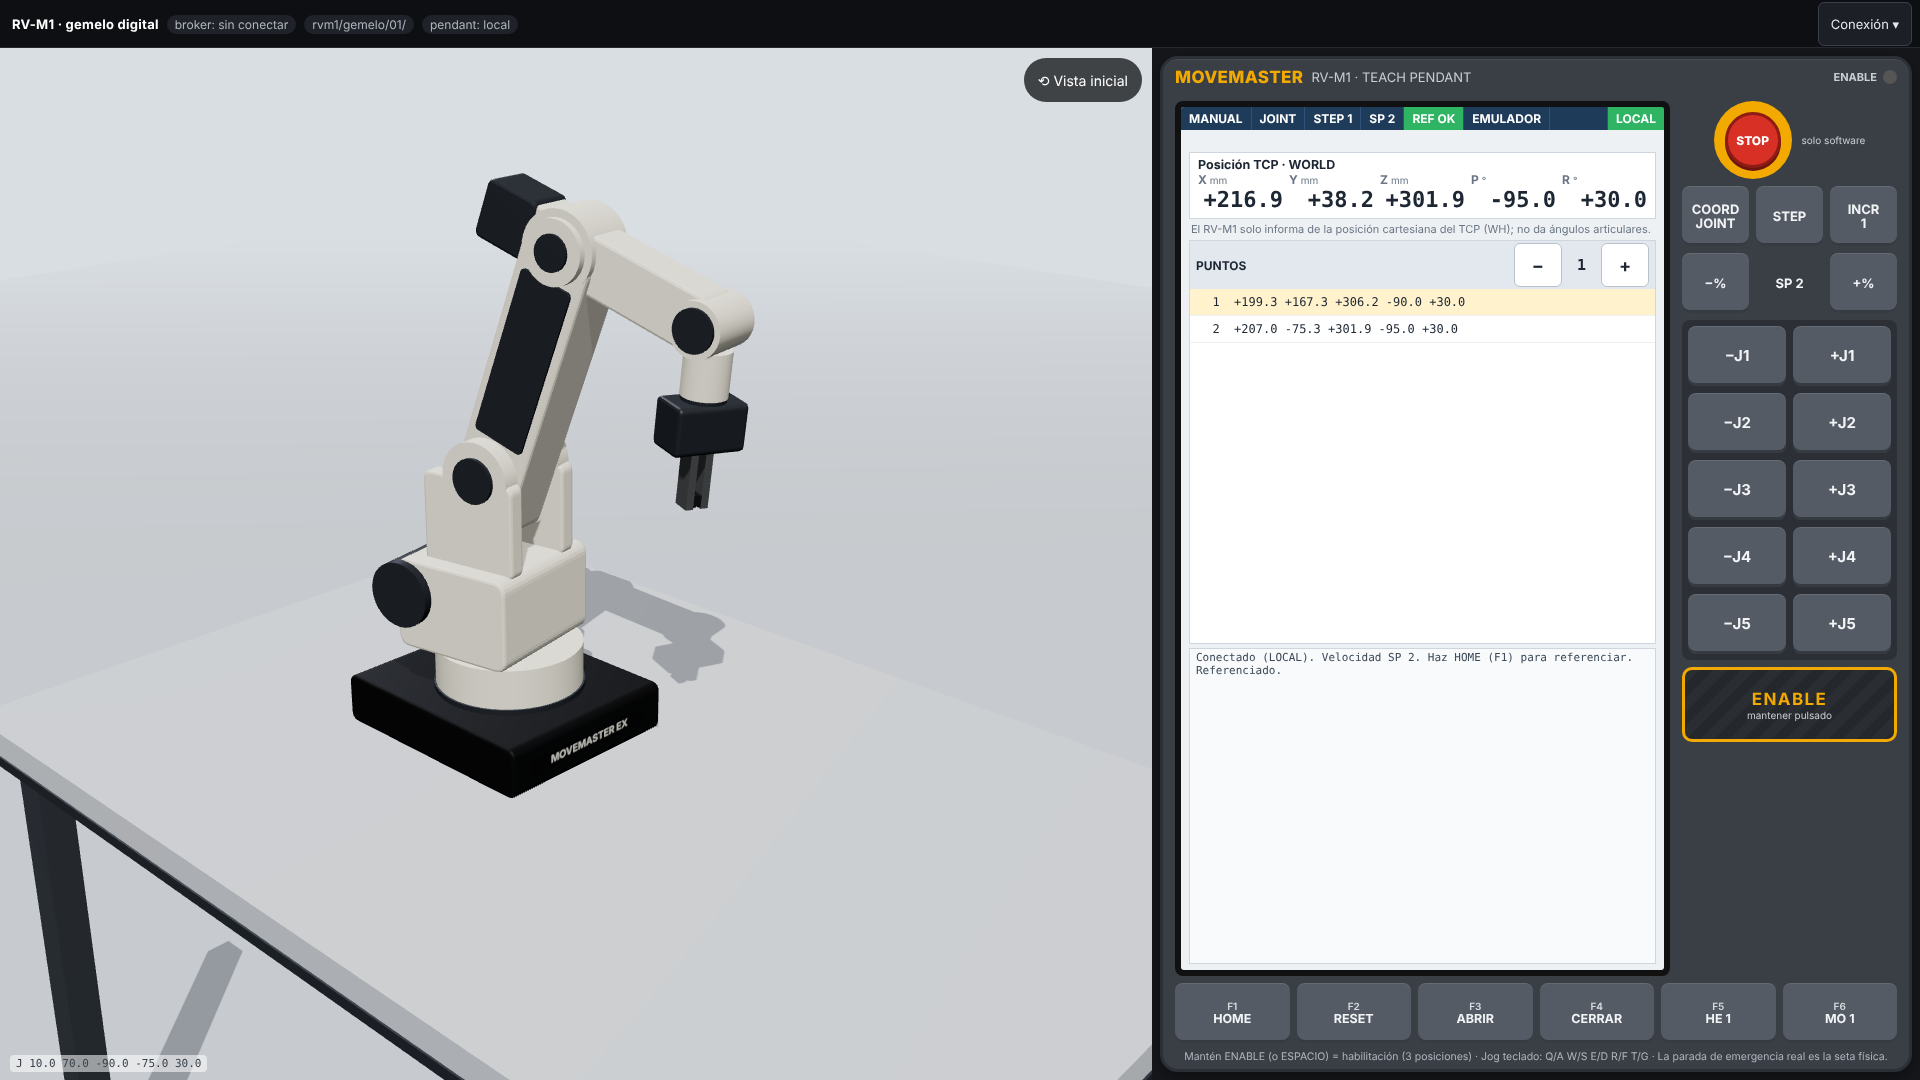 RV-M1 · gemelo digital broker: sin conectar rvm1/gemelo/01/ pendant: local Conexión ▾
⟲ Vista inicial
MOVEMASTER RV-M1 · TEACH PENDANT ENABLE
MANUAL JOINT STEP 1 SP 2 REF OK EMULADOR LOCAL
STOP solo software
Posición TCP · WORLD
X mm Y mm Z mm P ° R °
+216.9 +38.2 +301.9 -95.0 +30.0
El RV-M1 solo informa de la posición cartesiana del TCP (WH); no da ángulos articulares.
PUNTOS − 1 +
1 +199.3 +167.3 +306.2 -90.0 +30.0
2 +207.0 -75.3 +301.9 -95.0 +30.0
Conectado (LOCAL). Velocidad SP 2. Haz HOME (F1) para referenciar.
Referenciado.
COORD
JOINT
STEP
INCR
1
−% SP 2 +%
−J1 +J1
−J2 +J2
−J3 +J3
−J4 +J4
−J5 +J5
ENABLE
mantener pulsado
F1
HOME
F2
RESET
F3
ABRIR
F4
CERRAR
F5
HE 1
F6
MO 1
Mantén ENABLE (o ESPACIO) = habilitación (3 posiciones) · Jog teclado: Q/A W/S E/D R/F T/G · La parada de emergencia real es la seta física.
MOVEMASTER EX
J 10.0 70.0 -90.0 -75.0 30.0